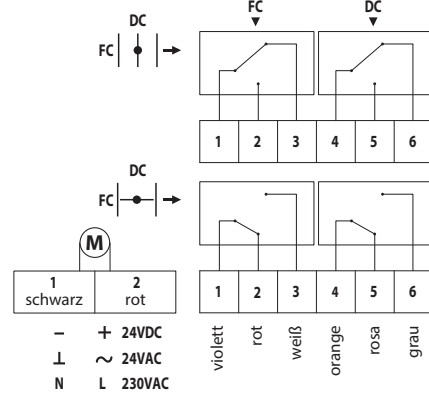 FC DC
DC
FC
1 2 3 4 5 6
DC
FC
M
1 2
schwarz rot
1 2 3 4 5 6
violett rot weiß orange rosa grau
− + 24VDC
⊥ ~ 24VAC
N L 230VAC